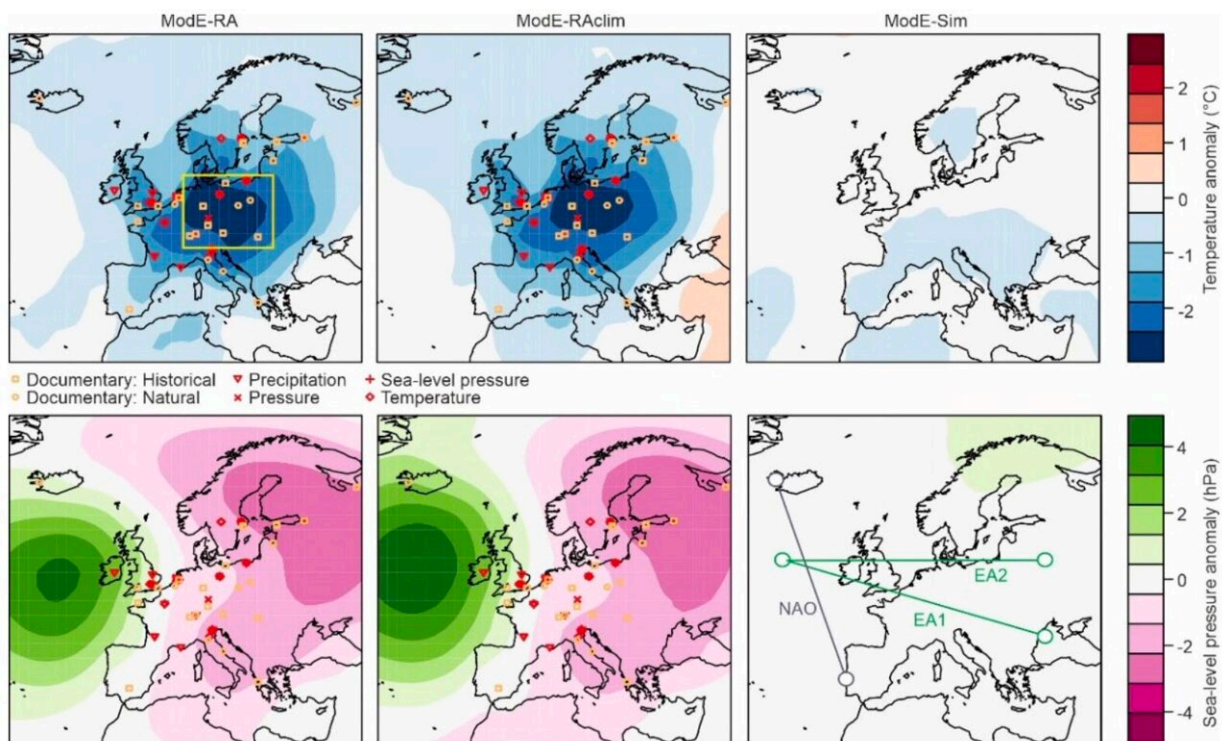 ModE-RA ModE-RAclim ModE-Sim
2
1
0
-1
-2
Temperature anomaly (°C)
Documentary: Historical Precipitation Sea-level pressure
Documentary: Natural Pressure Temperature
4
2
0
-2
-4
Sea-level pressure anomaly (hPa)
EA2
NAO
EA1